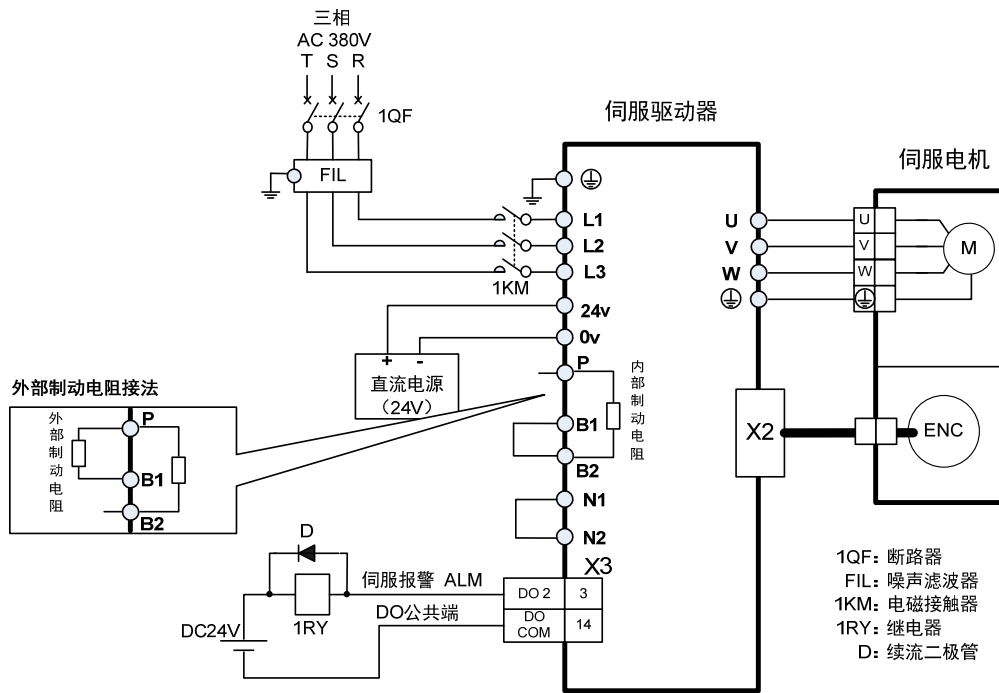 三相
AC 380V
T S R
1QF
FIL
伺服驱动器
伺服电机
L1
L2
L3
1KM
24v
0v
+ -
直流电源
(24V)
P
B1
B2
内部制动电阻
N1
N2
U
V
W
U
V
W
M
X2
ENC
外部制动电阻接法
外部制动电阻
P
B1
B2
D
1RY
DC24V
伺服报警 ALM
DO公共端
X3
DO 2 3
DO
COM
14
1QF：断路器
FIL：噪声滤波器
1KM：电磁接触器
1RY：继电器
D：续流二极管